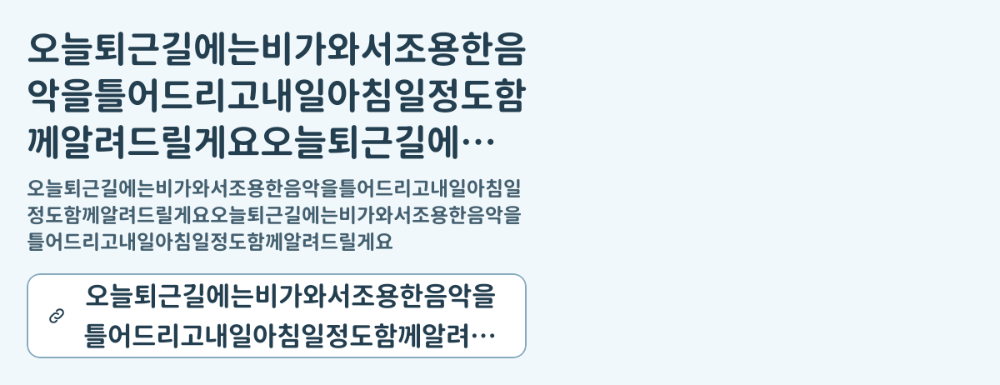 오늘퇴근길에는비가와서조용한음
악을틀어드리고내일아침일정도함
께알려드릴게요오늘퇴근길에…
오늘퇴근길에는비가와서조용한음악을틀어드리고내일아침일
정도함께알려드릴게요오늘퇴근길에는비가와서조용한음악을
틀어드리고내일아침일정도함께알려드릴게요
오늘퇴근길에는비가와서조용한음악을
틀어드리고내일아침일정도함께알려…